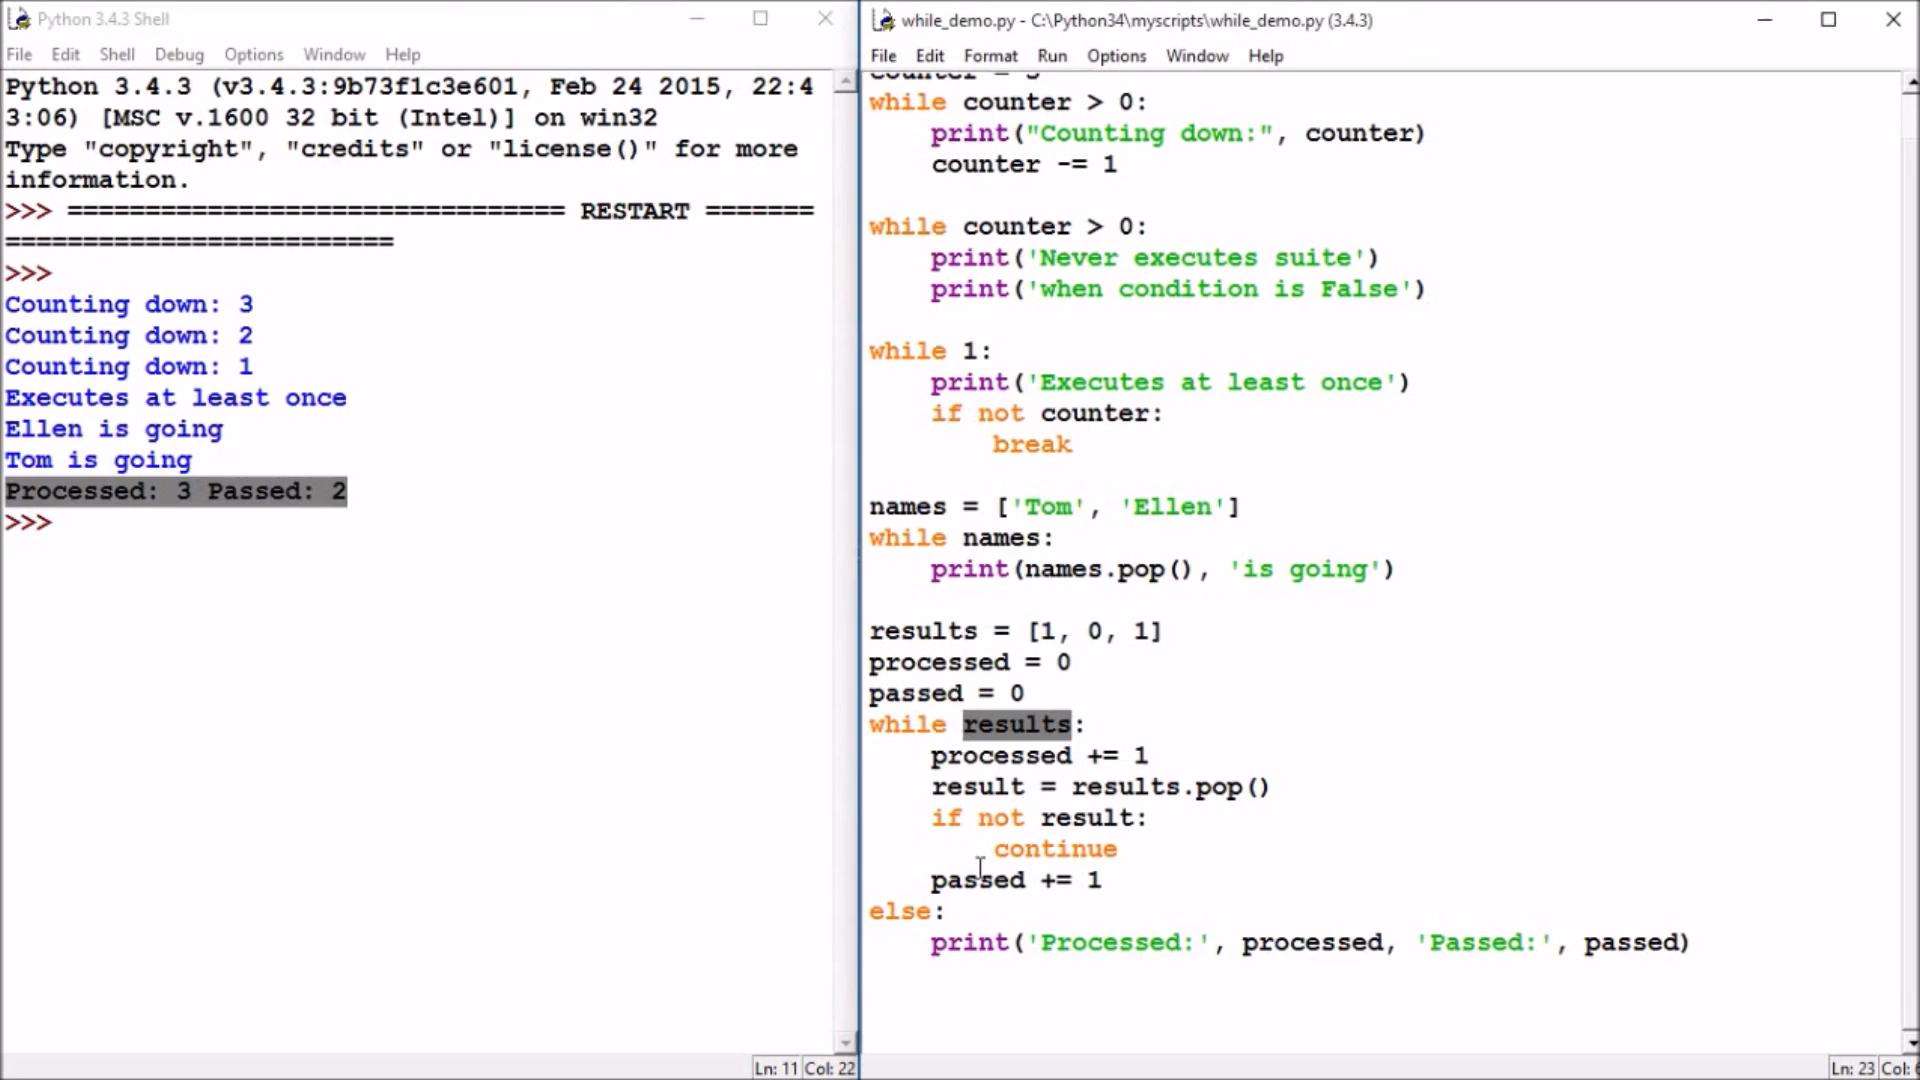 Python 3.4.3 Shell
File Edit Shell Debug Options Window Help
Python 3.4.3 (v3.4.3:9b73f1c3e601, Feb 24 2015, 22:4
3:06) [MSC v.1600 32 bit (Intel)] on win32
Type "copyright", "credits" or "license()" for more
information.
>>> ================================ RESTART =======
=========================
>>>
Counting down: 3
Counting down: 2
Counting down: 1
Executes at least once
Ellen is going
Tom is going
Processed: 3 Passed: 2
>>>
Ln: 11 Col: 22
while_demo.py - C:\Python34\myscripts\while_demo.py (3.4.3)
File Edit Format Run Options Window Help
counter = 3
while counter > 0:
    print("Counting down:", counter)
    counter -= 1
while counter > 0:
    print('Never executes suite')
    print('when condition is False')
while 1:
    print('Executes at least once')
    if not counter:
        break
names = ['Tom', 'Ellen']
while names:
    print(names.pop(), 'is going')
results = [1, 0, 1]
processed = 0
passed = 0
while results:
    processed += 1
    result = results.pop()
    if not result:
        continue
    passed += 1
else:
    print('Processed:', processed, 'Passed:', passed)
Ln: 23 Col: